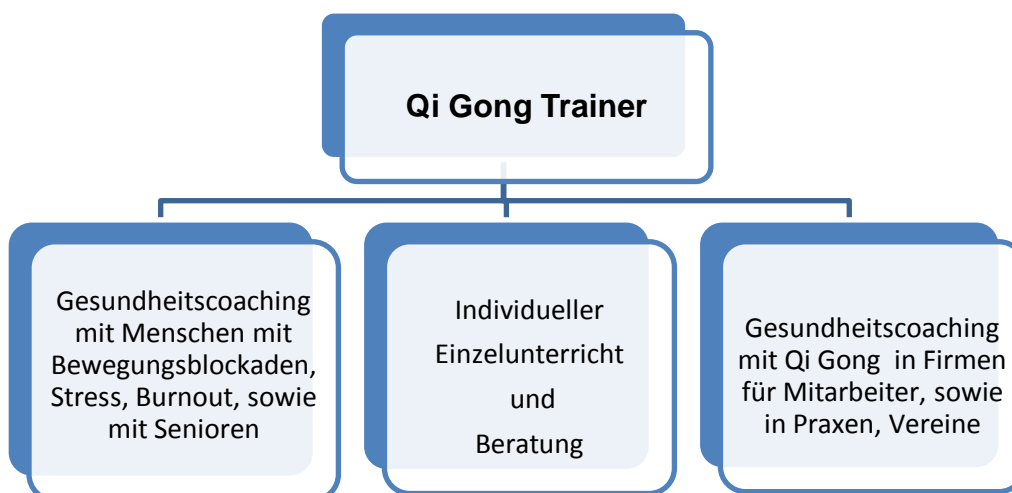 Qi Gong Trainer
Gesundheitscoaching
mit Menschen mit
Bewegungsblockaden,
Stress, Burnout, sowie
mit Senioren
Individueller
Einzelunterricht
und
Beratung
Gesundheitscoaching
mit Qi Gong  in Firmen
für Mitarbeiter, sowie
in Praxen, Vereine